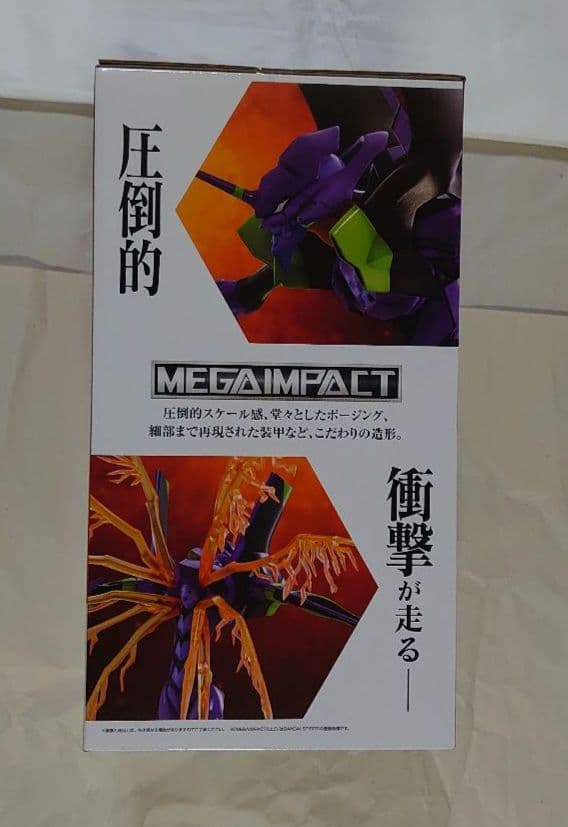 圧倒的
MEGAIMPACT
圧倒的スケール感、堂々としたポージング、
細部まで再現された装甲など、こだわりの造形。
衝撃が走る――